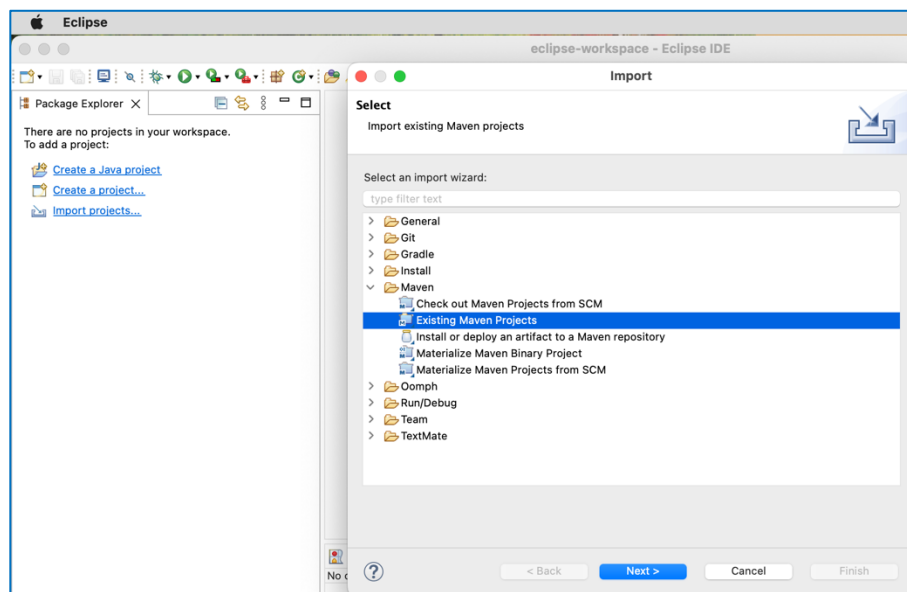 Eclipse
eclipse-workspace - Eclipse IDE
Package Explorer
There are no projects in your workspace.
To add a project:
Create a Java project
Create a project...
Import projects...
Import
Select
Import existing Maven projects
Select an import wizard:
type filter text
General
Git
Gradle
Install
Maven
Check out Maven Projects from SCM
Existing Maven Projects
Install or deploy an artifact to a Maven repository
Materialize Maven Binary Project
Materialize Maven Projects from SCM
Oomph
Run/Debug
Team
TextMate
No
? < Back Next > Cancel Finish